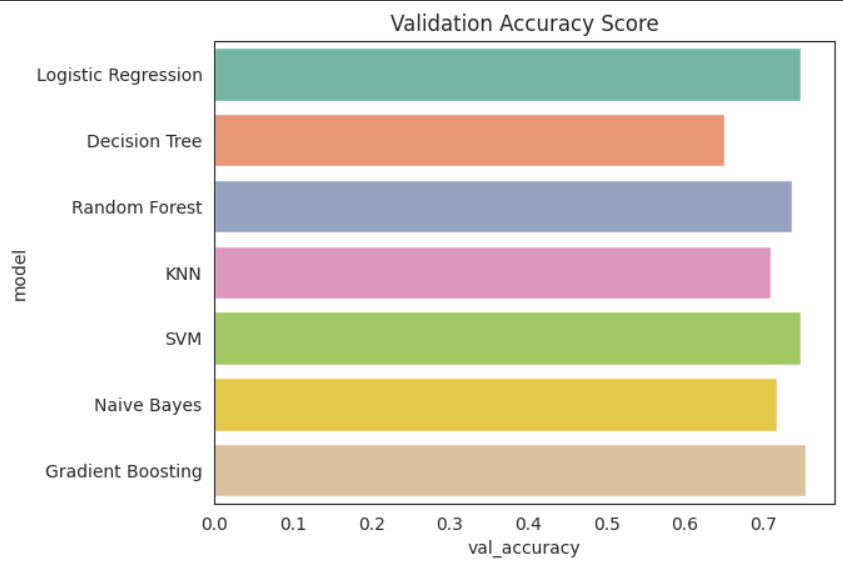 Validation Accuracy Score
Logistic Regression
Decision Tree
Random Forest
KNN
SVM
Naive Bayes
Gradient Boosting
model
0.0 0.1 0.2 0.3 0.4 0.5 0.6 0.7
val_accuracy